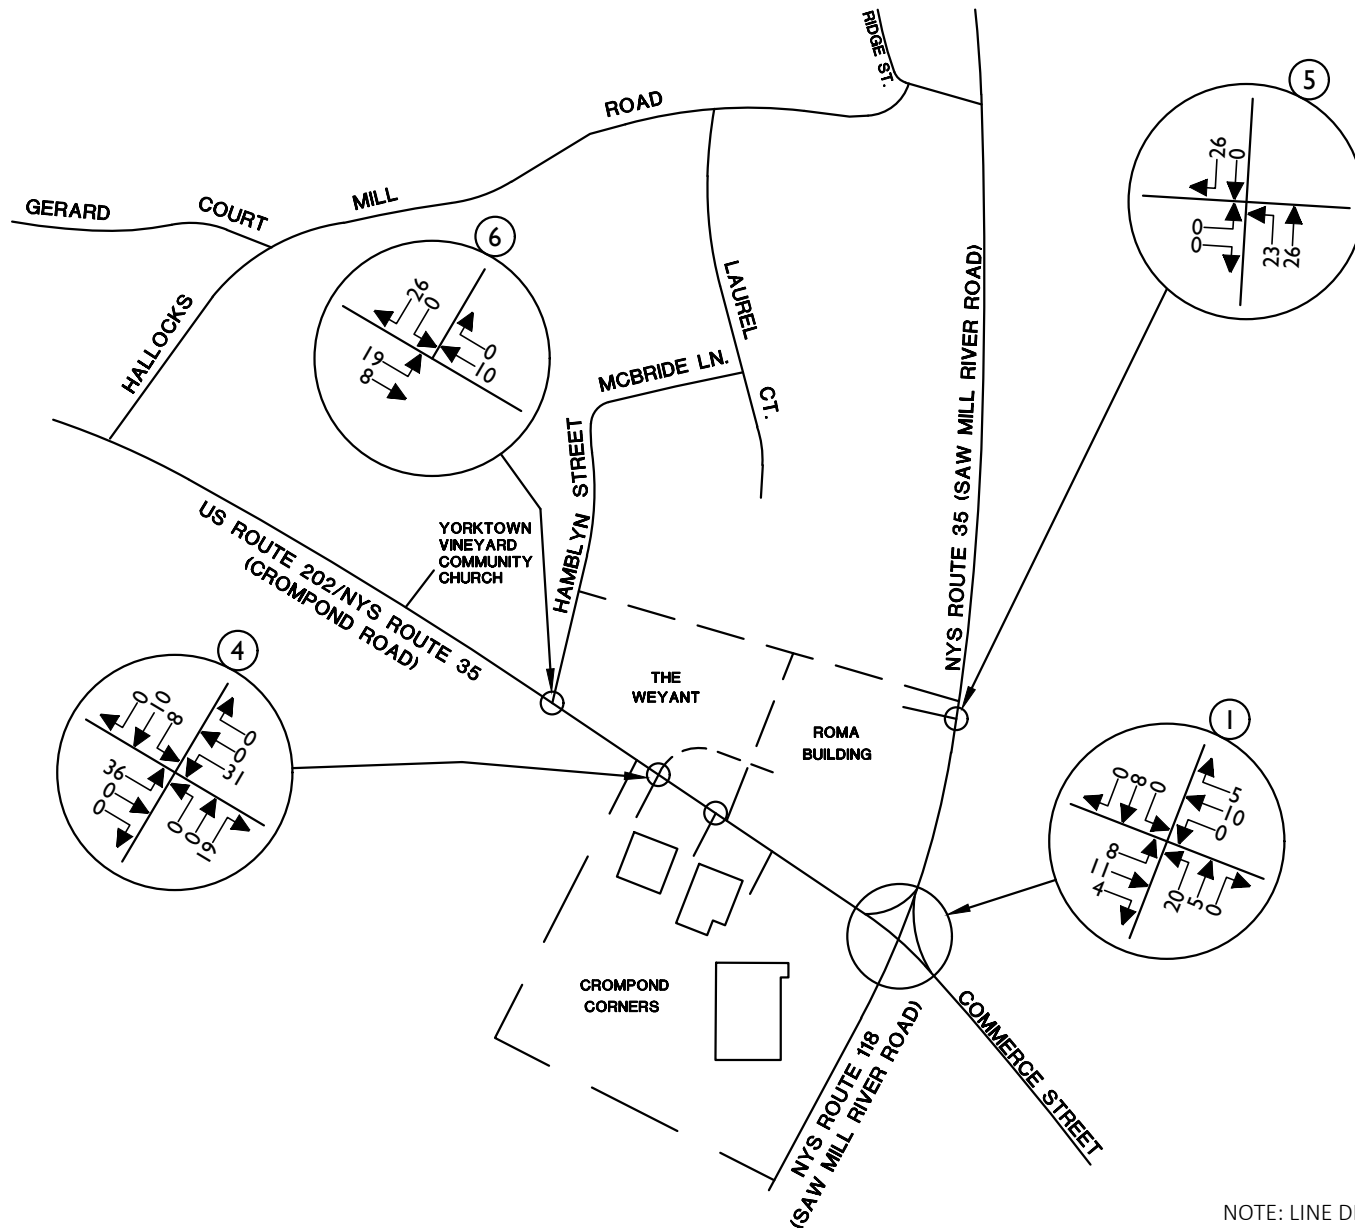 RIDGE ST.
ROAD
MILL
GERARD
COURT
HALLOCKS
5
26
0
0
0
23
26
6
26
0
0
10
19
8
LAUREL
CT.
MCBRIDE LN.
HAMBLYN STREET
NYS ROUTE 35 (SAW MILL RIVER ROAD)
YORKTOWN
VINEYARD
COMMUNITY
CHURCH
US ROUTE 202/NYS ROUTE 35
(CROMPOND ROAD)
4
0
10
8
0
0
31
36
0
0
0
0
19
THE
WEYANT
ROMA
BUILDING
1
0
8
0
5
10
0
8
11
4
20
5
0
CROMPOND
CORNERS
NYS ROUTE 118
(SAW MILL RIVER ROAD)
COMMERCE STREET
NOTE: LINE